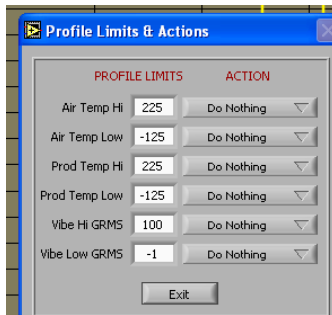 Profile Limits & Actions
PROFILE LIMITS ACTION
Air Temp Hi 225 Do Nothing
Air Temp Low -125 Do Nothing
Prod Temp Hi 225 Do Nothing
Prod Temp Low -125 Do Nothing
Vibe Hi GRMS 100 Do Nothing
Vibe Low GRMS -1 Do Nothing
Exit